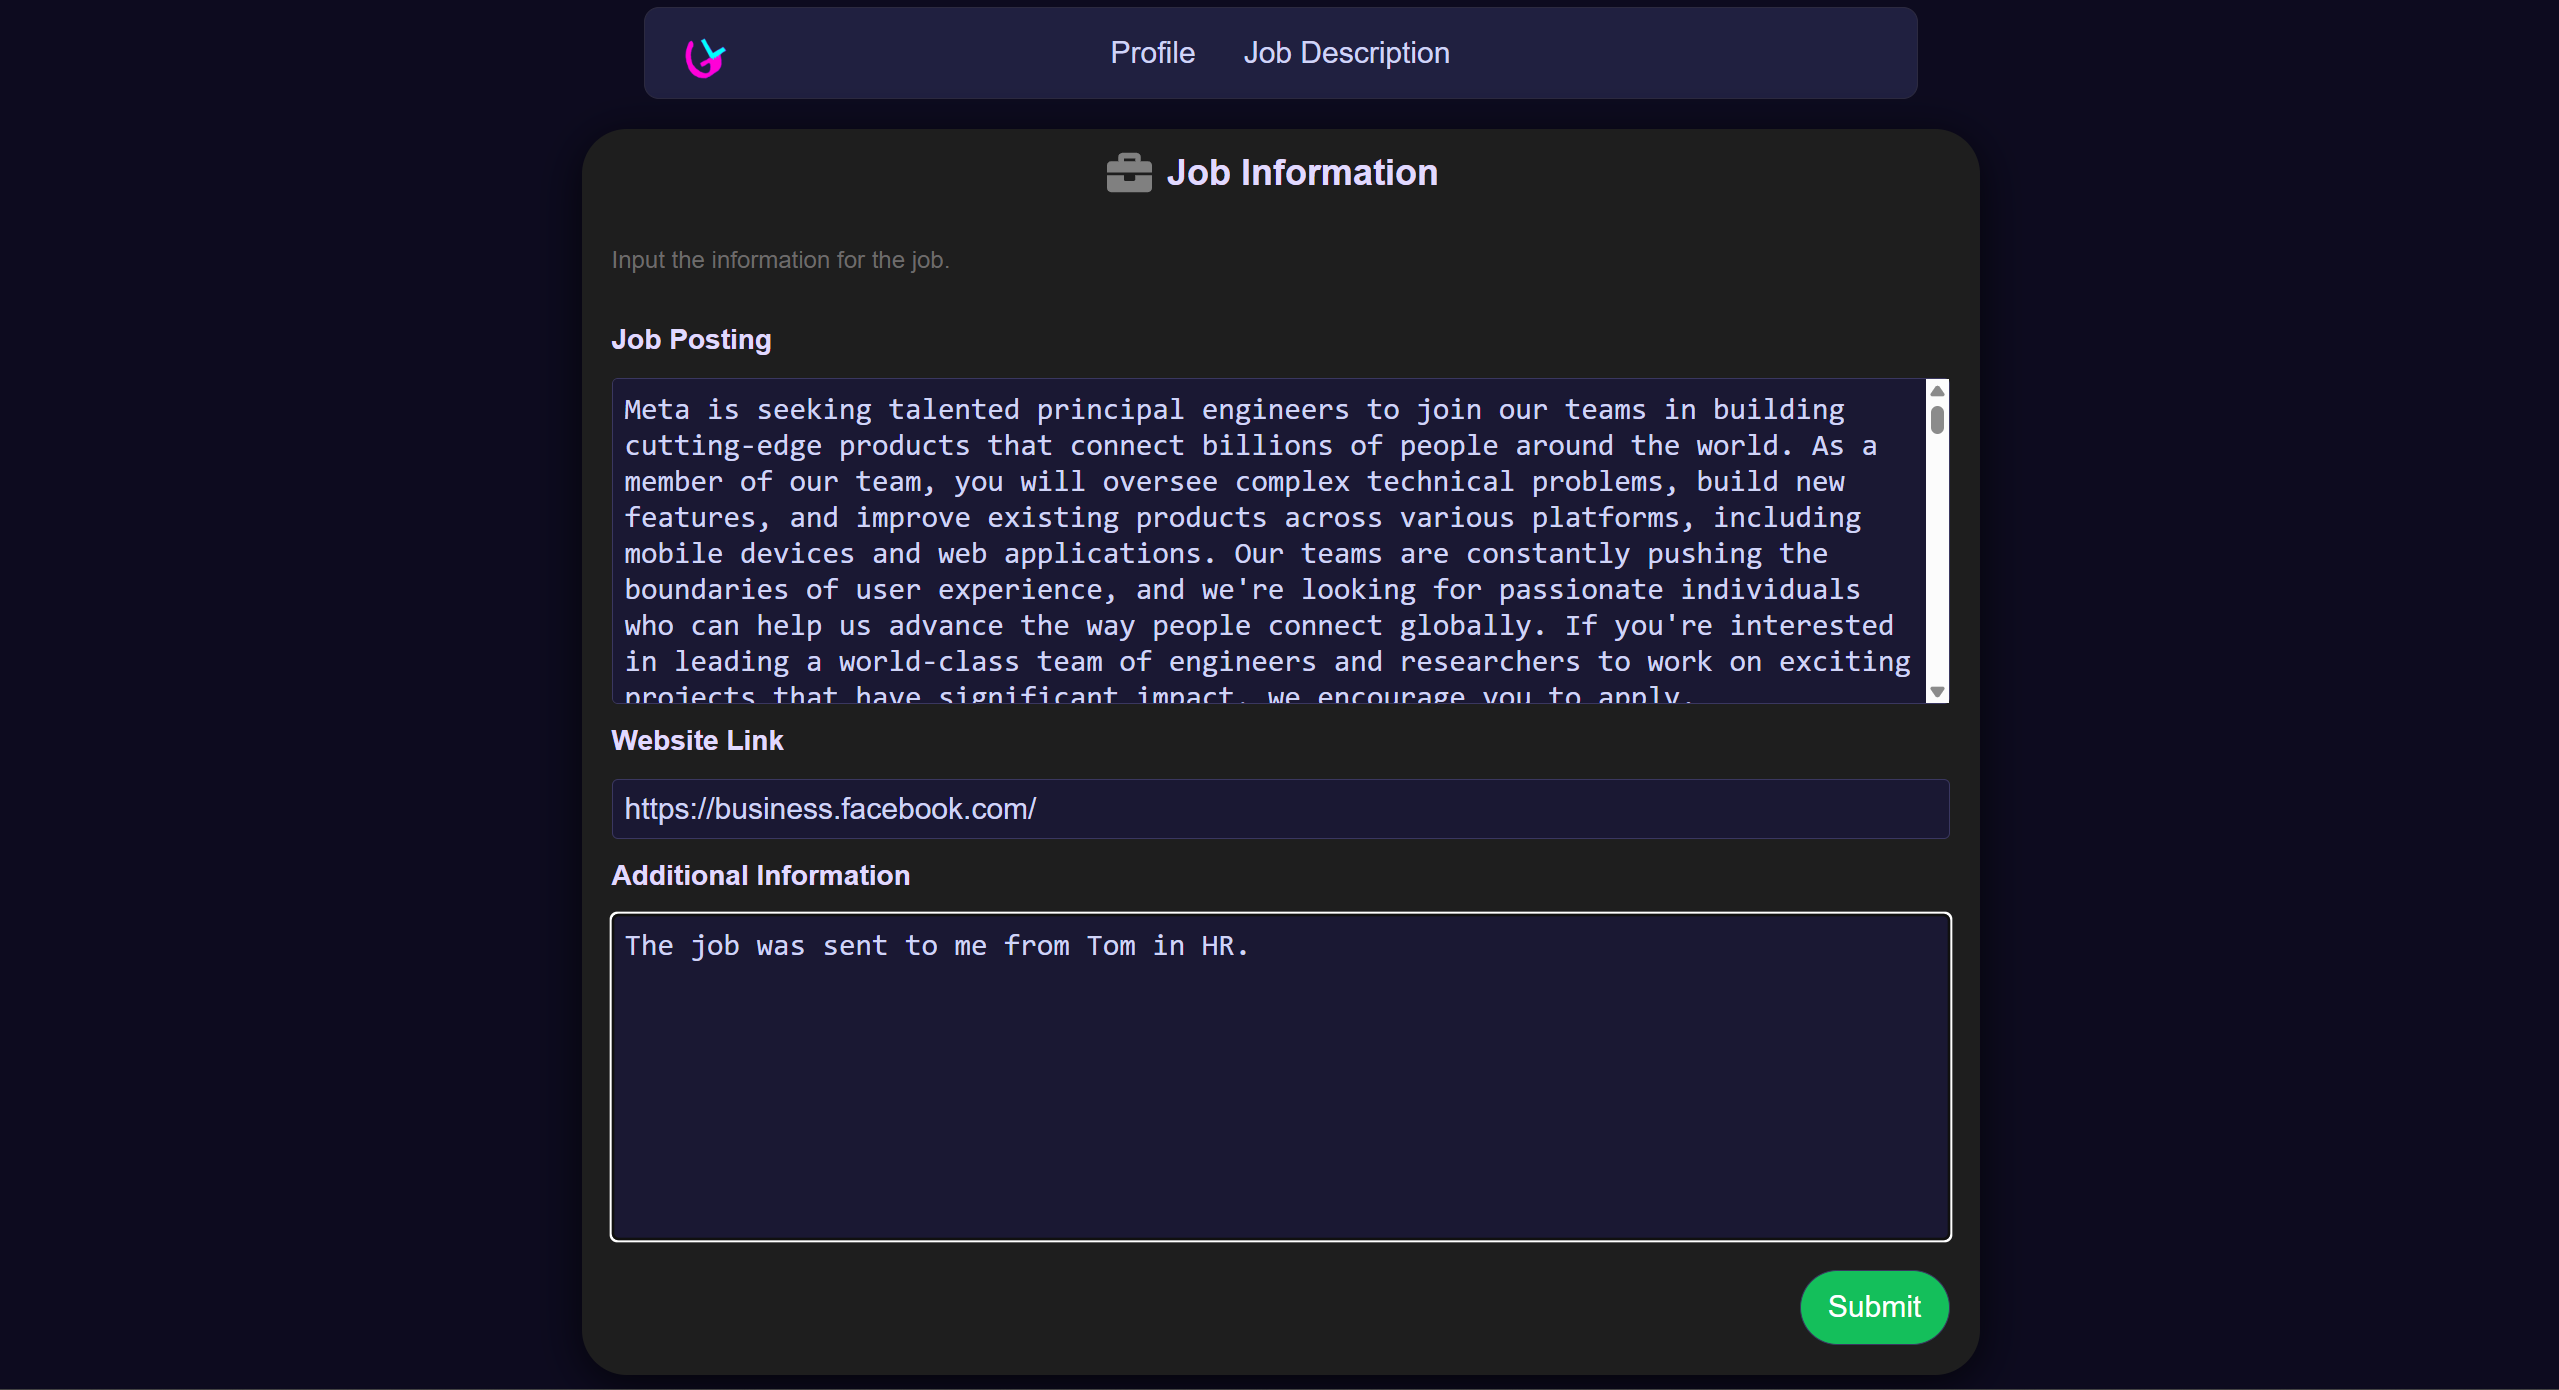 Profile
Job Description
Job Information
Input the information for the job.
Job Posting
Meta is seeking talented principal engineers to join our teams in building
cutting-edge products that connect billions of people around the world. As a
member of our team, you will oversee complex technical problems, build new
features, and improve existing products across various platforms, including
mobile devices and web applications. Our teams are constantly pushing the
boundaries of user experience, and we're looking for passionate individuals
who can help us advance the way people connect globally. If you're interested
in leading a world-class team of engineers and researchers to work on exciting
projects that have significant impact, we encourage you to apply.
Website Link
https://business.facebook.com/
Additional Information
The job was sent to me from Tom in HR.
Submit